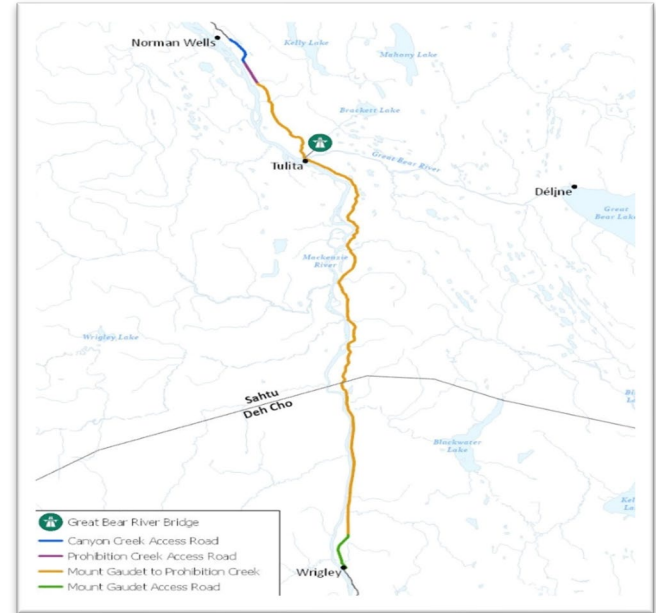 Norman Wells
Kelly Lake
Mahony Lake
Brackett Lake
Great Bear River
Tulita
Délįne
Great
Bear Lake
Mackenzie
River
Wrigley Lake
Sahtu
Deh Cho
Blackwater
Lake
Wrigley
Great Bear River Bridge
Canyon Creek Access Road
Prohibition Creek Access Road
Mount Gaudet to Prohibition Creek
Mount Gaudet Access Road